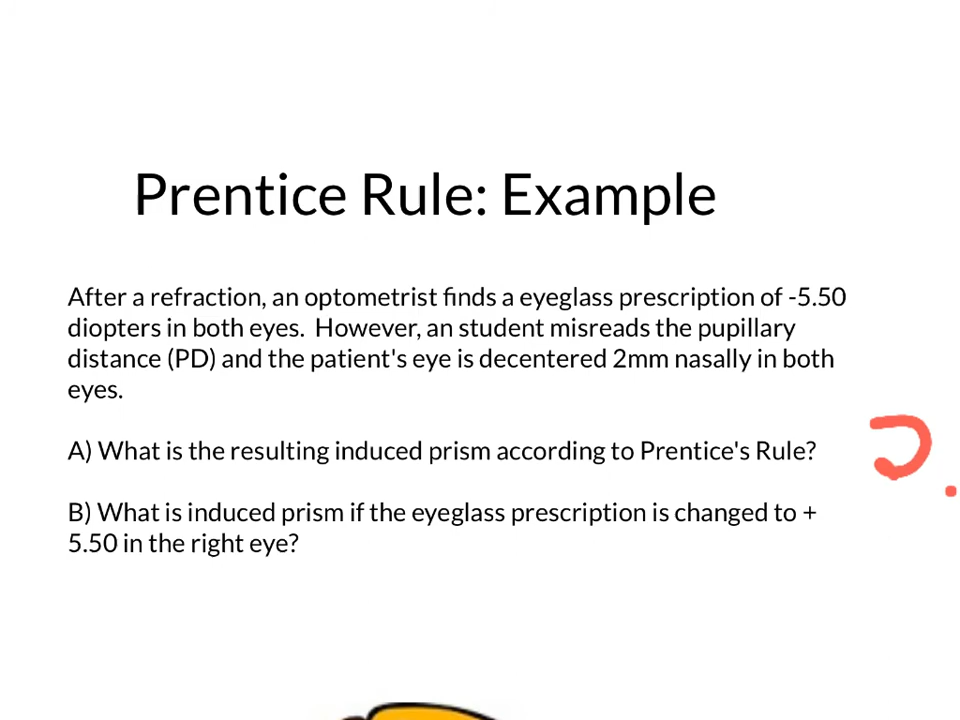 Prentice Rule: Example
After a refraction, an optometrist finds a eyeglass prescription of -5.50
diopters in both eyes.  However, an student misreads the pupillary
distance (PD) and the patient's eye is decentered 2mm nasally in both
eyes.
A) What is the resulting induced prism according to Prentice's Rule?
B) What is induced prism if the eyeglass prescription is changed to +
5.50 in the right eye?